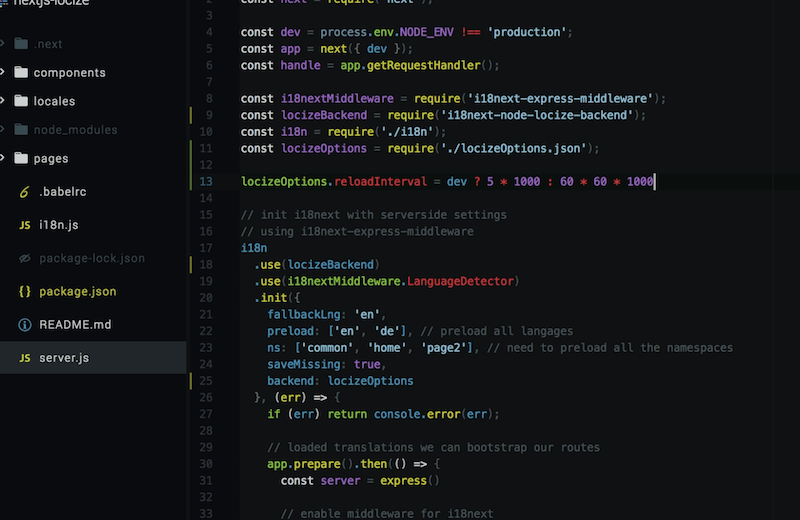 nextjs-locize
.next
components
locales
node_modules
pages
.babelrc
JS i18n.js
package-lock.json
{} package.json
README.md
JS server.js
2 const next = require('next');
3
4 const dev = process.env.NODE_ENV !== 'production';
5 const app = next({ dev });
6 const handle = app.getRequestHandler();
7
8 const i18nextMiddleware = require('i18next-express-middleware');
9 const locizeBackend = require('i18next-node-locize-backend');
10 const i18n = require('./i18n');
11 const locizeOptions = require('./locizeOptions.json');
12
13 locizeOptions.reloadInterval = dev ? 5 * 1000 : 60 * 60 * 1000
14
15 // init i18next with serverside settings
16 // using i18next-express-middleware
17 i18n
18 .use(locizeBackend)
19 .use(i18nextMiddleware.LanguageDetector)
20 .init({
21 fallbackLng: 'en',
22 preload: ['en', 'de'], // preload all langages
23 ns: ['common', 'home', 'page2'], // need to preload all the namespaces
24 saveMissing: true,
25 backend: locizeOptions
26 }, (err) => {
27 if (err) return console.error(err);
28
29 // loaded translations we can bootstrap our routes
30 app.prepare().then(() => {
31 const server = express()
32
33 // enable middleware for i18next